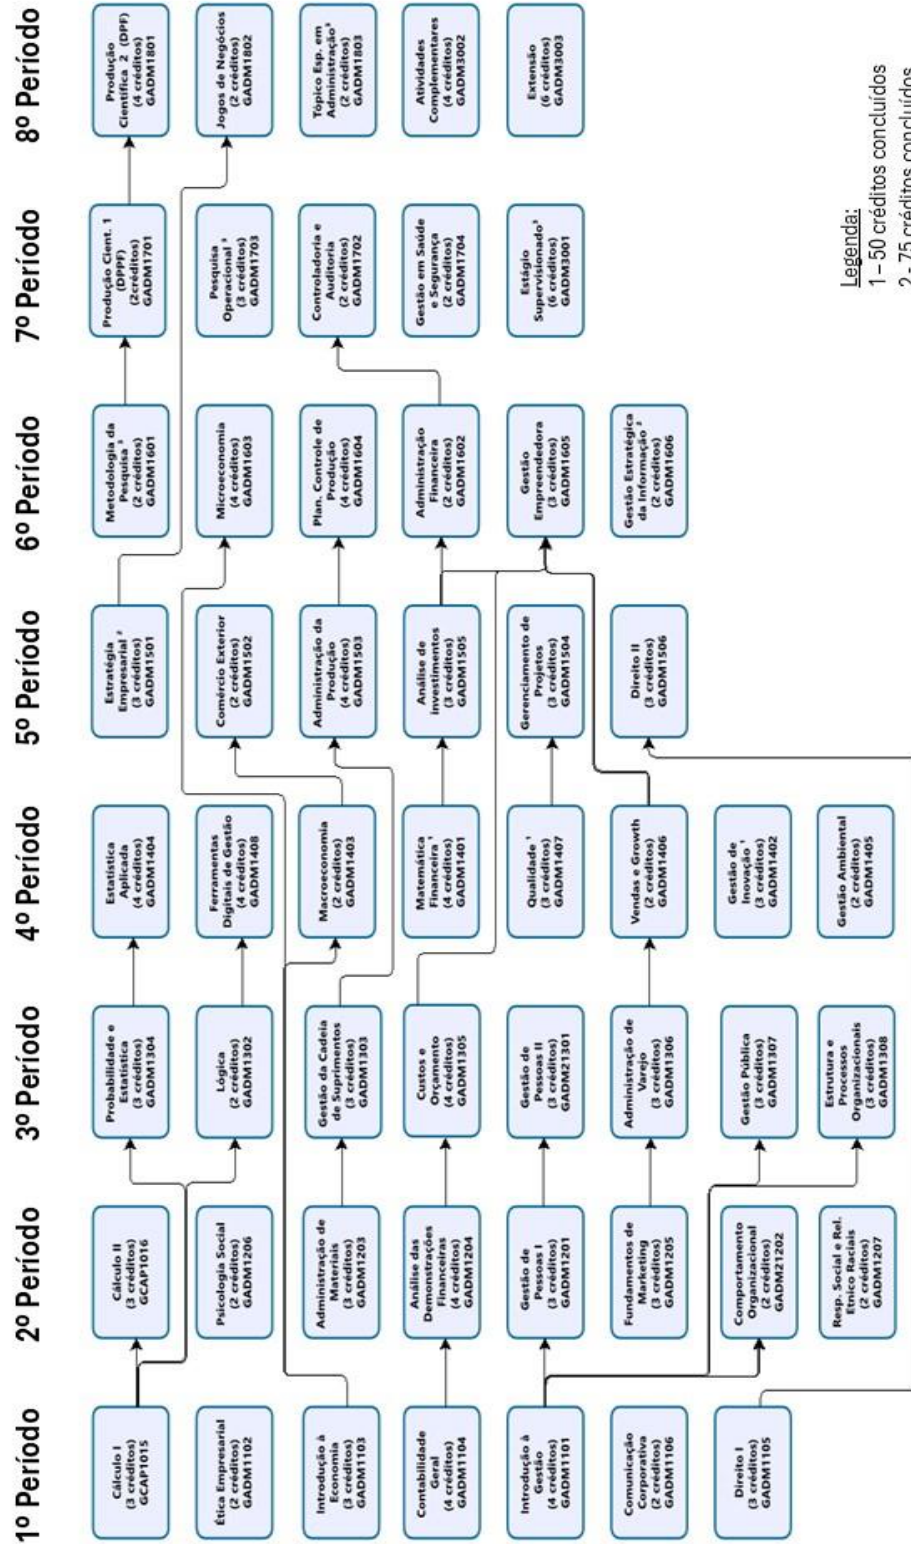 1º Período
2º Período
3º Período
4º Período
5º Período
6º Período
7º Período
8º Período
Cálculo I
(3 créditos)
GCAP1015
Ética Empresarial
(2 créditos)
GADM1102
Introdução à
Economia
(3 créditos)
GADM1103
Contabilidade
Geral
(4 créditos)
GADM1104
Introdução à
Gestão
(4 créditos)
GADM1101
Comunicação
Corporativa
(2 créditos)
GADM1106
Direito I
(3 créditos)
GADM1105
Cálculo II
(3 créditos)
GCAP1016
Psicologia Social
(2 créditos)
GADM1206
Administração de
Materiais
(3 créditos)
GADM1203
Análise das
Demonstrações
Financeiras
(4 créditos)
GADM1204
Gestão de
Pessoas I
(3 créditos)
GADM1201
Fundamentos de
Marketing
(3 créditos)
GADM1205
Comportamento
Organizacional
(2 créditos)
GADM21202
Resp. Social e Rel.
Etnico Raciais
(2 créditos)
GADM1207
Probabilidade e
Estatística
(3 créditos)
GADM1304
Lógica
(2 créditos)
GADM1302
Gestão da Cadeia
de Suprimentos
(3 créditos)
GADM1303
Custos e
Orçamento
(4 créditos)
GADM1305
Gestão de
Pessoas II
(3 créditos)
GADM21301
Administração de
Varejo
(3 créditos)
GADM1306
Gestão Pública
(3 créditos)
GADM1307
Estrutura e
Processos
Organizacionais
(3 créditos)
GADM1308
Estatística
Aplicada
(4 créditos)
GADM1404
Ferramentas
Digitais de Gestão
(4 créditos)
GADM1408
Macroeconomia
(2 créditos)
GADM1403
Matemática
Financeira ¹
(4 créditos)
GADM1401
Qualidade ¹
(3 créditos)
GADM1407
Vendas e Growth
(2 créditos)
GADM1406
Gestão de
Inovação ¹
(3 créditos)
GADM1402
Gestão Ambiental
(2 créditos)
GADM1405
Estratégia
Empresarial ²
(3 créditos)
GADM1501
Comércio Exterior
(2 créditos)
GADM1502
Administração da
Produção
(4 créditos)
GADM1503
Análise de
Investimentos
(3 créditos)
GADM1505
Gerenciamento de
Projetos
(3 créditos)
GADM1504
Direito II
(3 créditos)
GADM1506
Metodologia da
Pesquisa ²
(2 créditos)
GADM1601
Microeconomia
(4 créditos)
GADM1603
Plan. Controle de
Produção
(4 créditos)
GADM1604
Administração
Financeira
(2 créditos)
GADM1602
Gestão
Empreendedora
(3 créditos)
GADM1605
Gestão Estratégica
da Informação ²
(2 créditos)
GADM1606
Produção Cient. 1
(DPPF)
(2créditos)
GADM1701
Pesquisa
Operacional ³
(3 créditos)
GADM1703
Controladoria e
Auditoria
(2 créditos)
GADM1702
Gestão em Saúde
e Segurança
(2 créditos)
GADM1704
Estágio
Supervisionado³
(6 créditos)
GADM3001
Produção
Científica 2 (DPF)
(4 créditos)
GADM1801
Jogos de Negócios
(2 créditos)
GADM1802
Tópico Esp. em
Administração³
(2 créditos)
GADM1803
Atividades
Complementares
(4 créditos)
GADM3002
Extensão
(6 créditos)
GADM3003
Legenda:
1 – 50 créditos concluídos
2 - 75 créditos concluídos